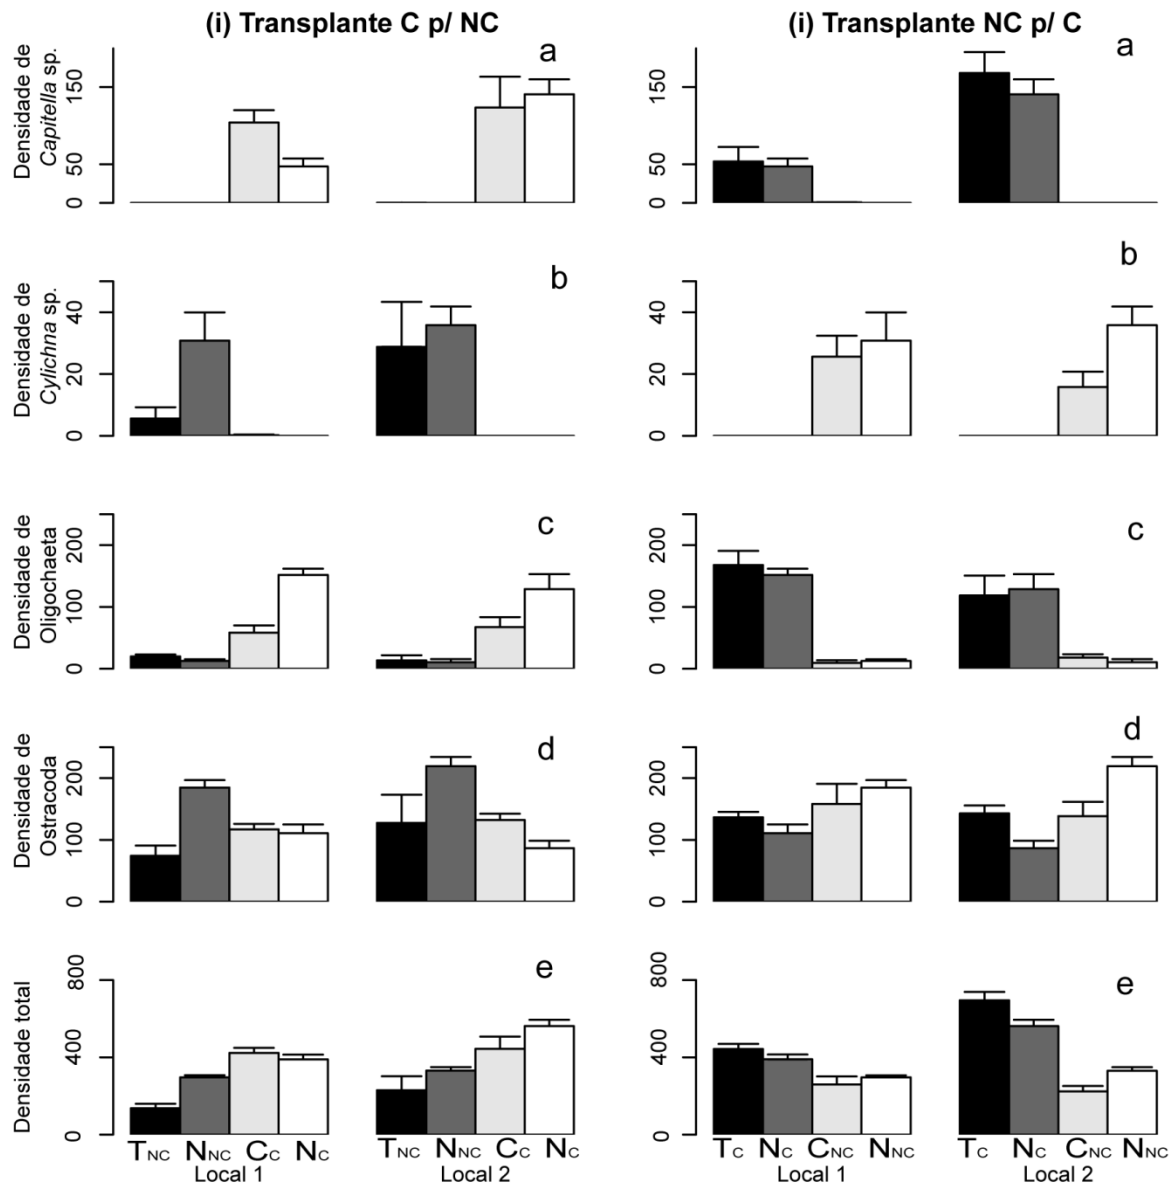 (i) Transplante C p/ NC
(i) Transplante NC p/ C
Densidade de
Capitella sp.
0 50 150
a
0 50 150
a
Densidade de
Cylichna sp.
0 20 40
b
0 20 40
b
Densidade de
Oligochaeta
0 100 200
c
0 100 200
c
Densidade de
Ostracoda
0 100 200
d
0 100 200
d
Densidade total
0 400 800
e
0 400 800
e
TNC NNC CC NC
TNC NNC CC NC
TC NC CNC NNC
TC NC CNC NNC
Local 1
Local 2
Local 1
Local 2